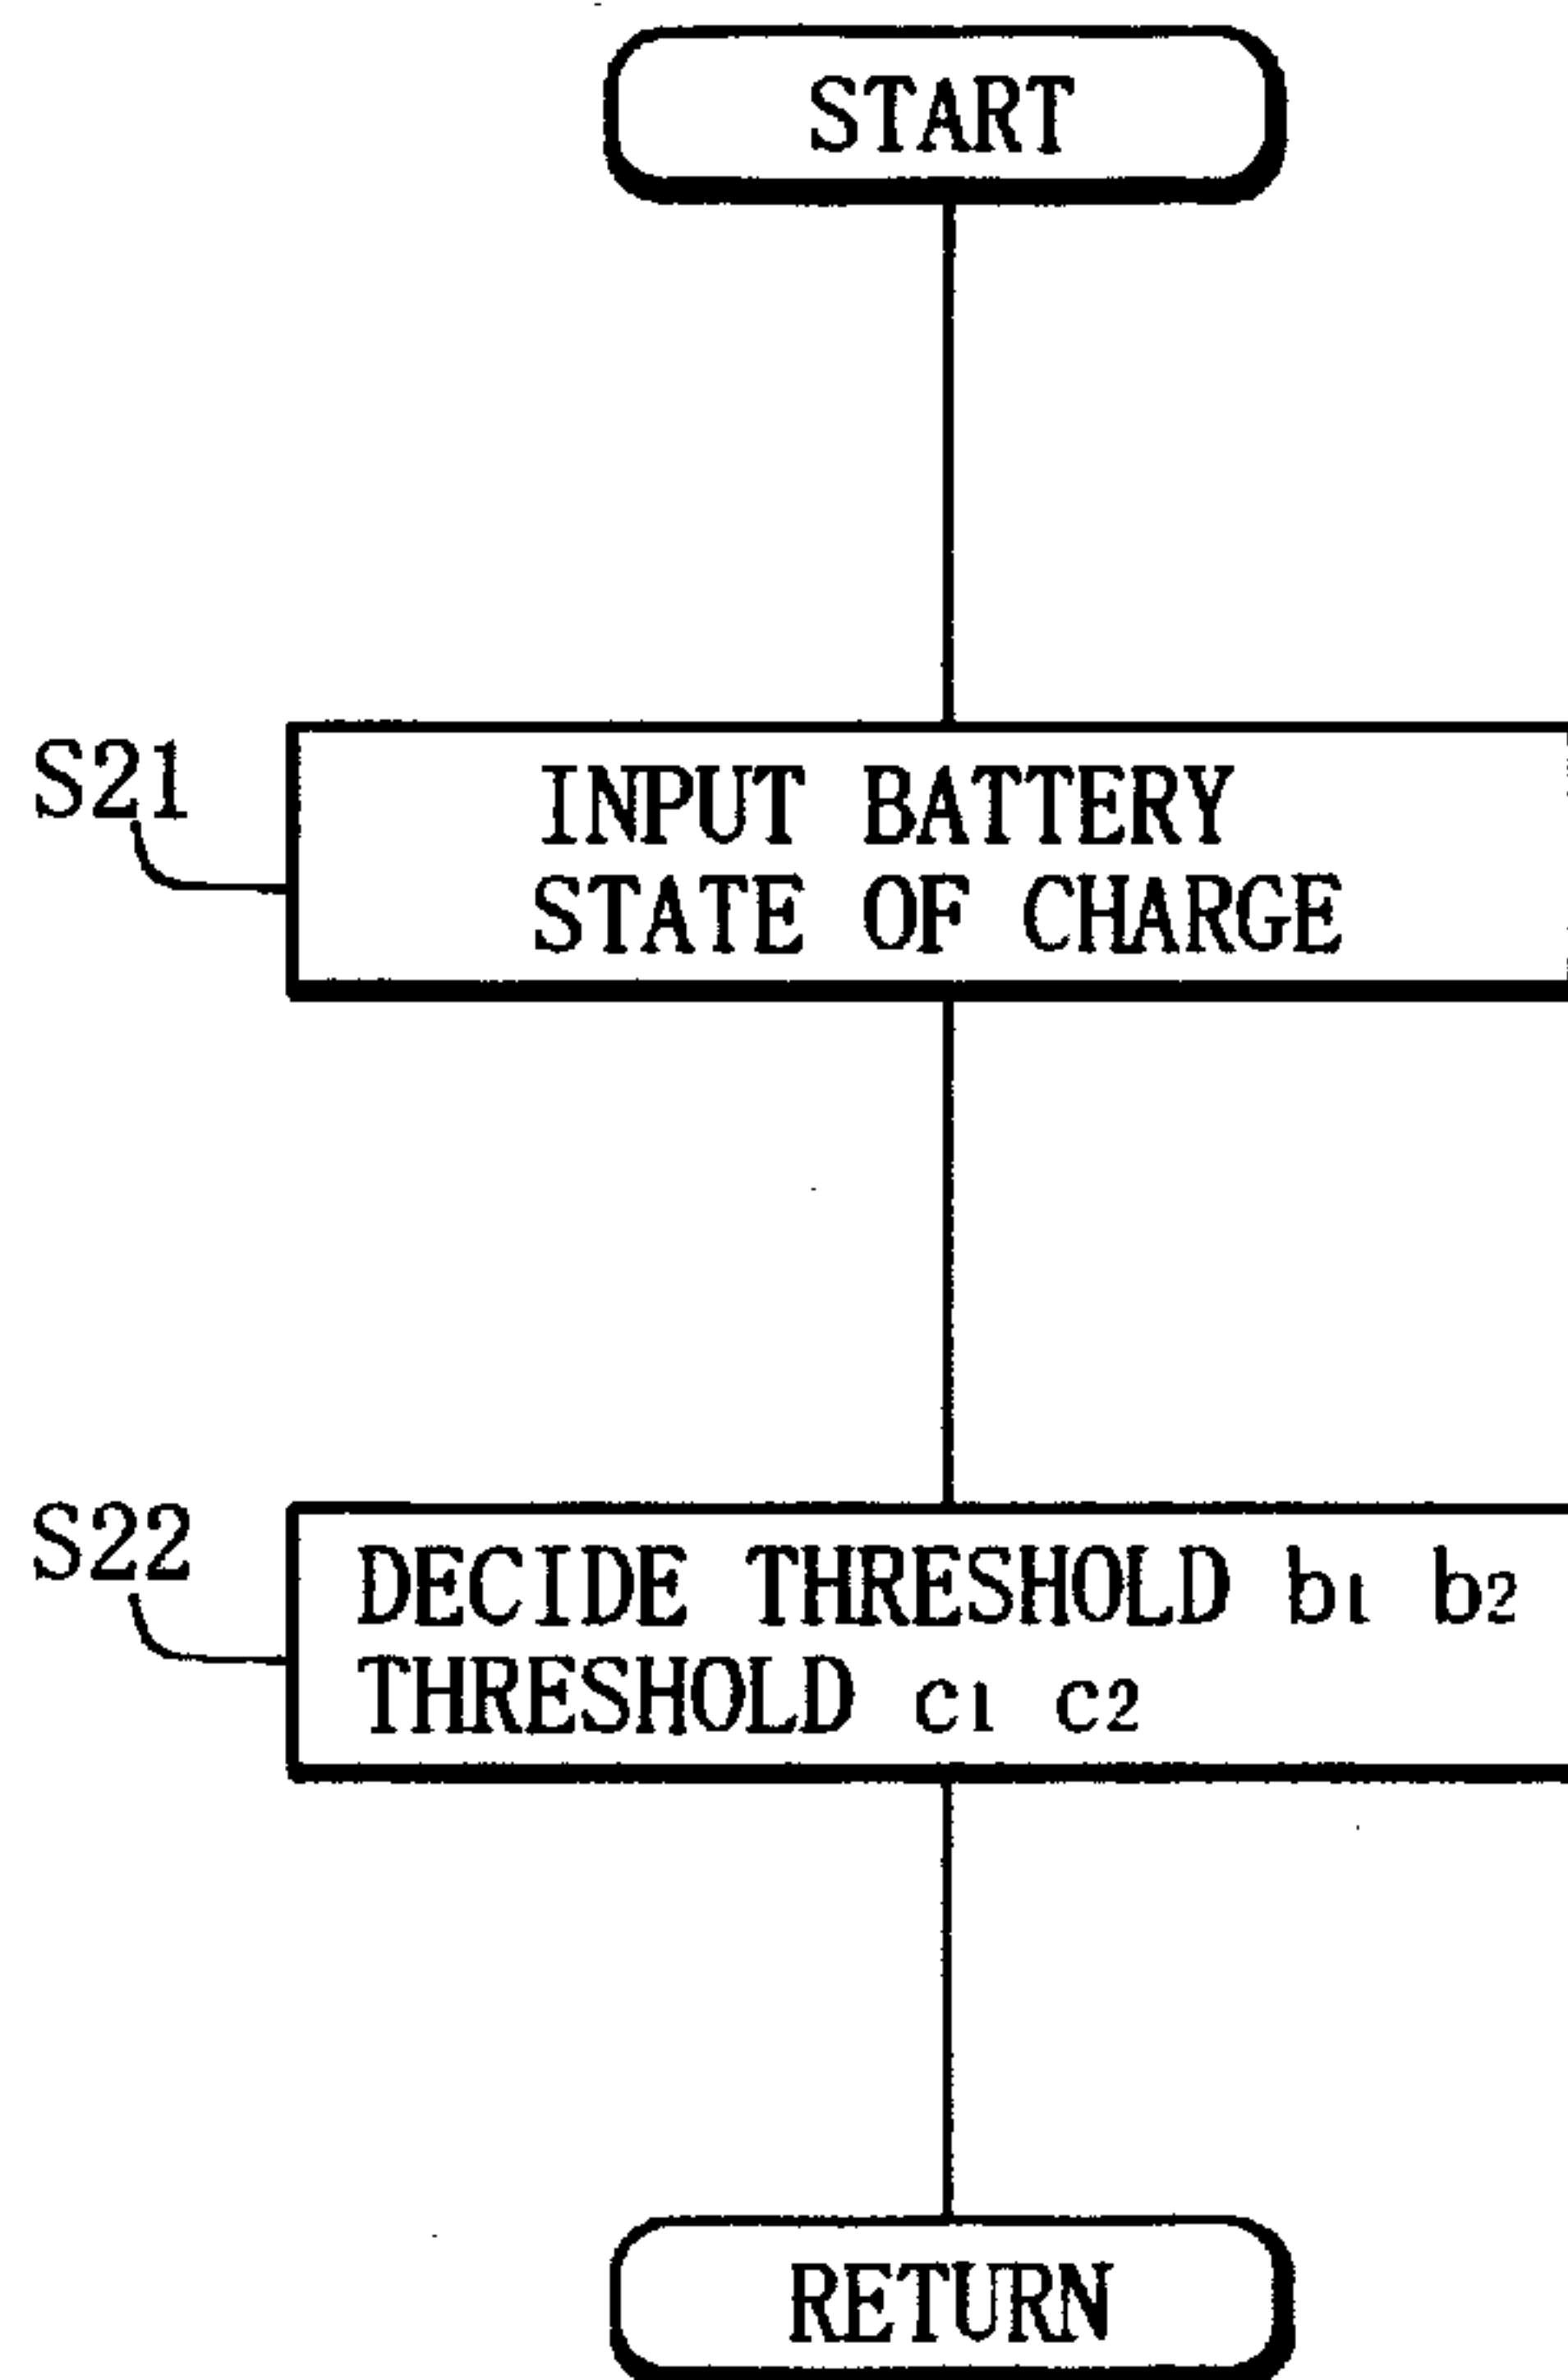 START
S21
INPUT BATTERY
STATE OF CHARGE
S22
DECIDE THRESHOLD b1 b2
THRESHOLD c1 c2
RETURN